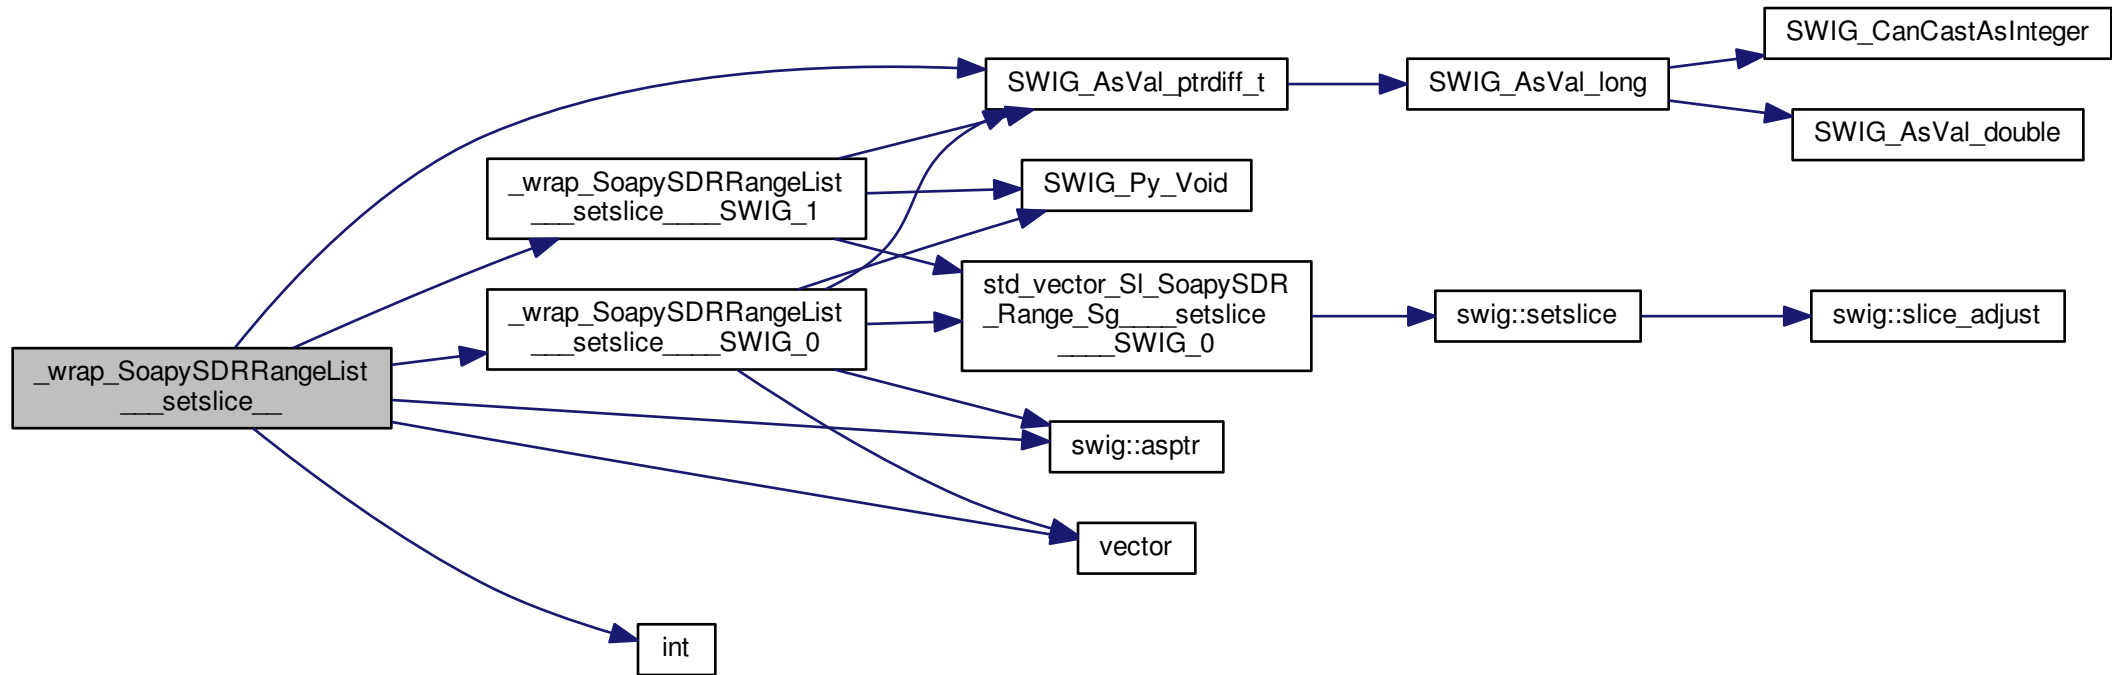 _wrap_SoapySDRRangeList
___setslice__
_wrap_SoapySDRRangeList
___setslice____SWIG_1
_wrap_SoapySDRRangeList
___setslice____SWIG_0
int
SWIG_AsVal_ptrdiff_t
SWIG_Py_Void
std_vector_Sl_SoapySDR
_Range_Sg____setslice
____SWIG_0
swig::asptr
vector
SWIG_AsVal_long
swig::setslice
SWIG_CanCastAsInteger
SWIG_AsVal_double
swig::slice_adjust